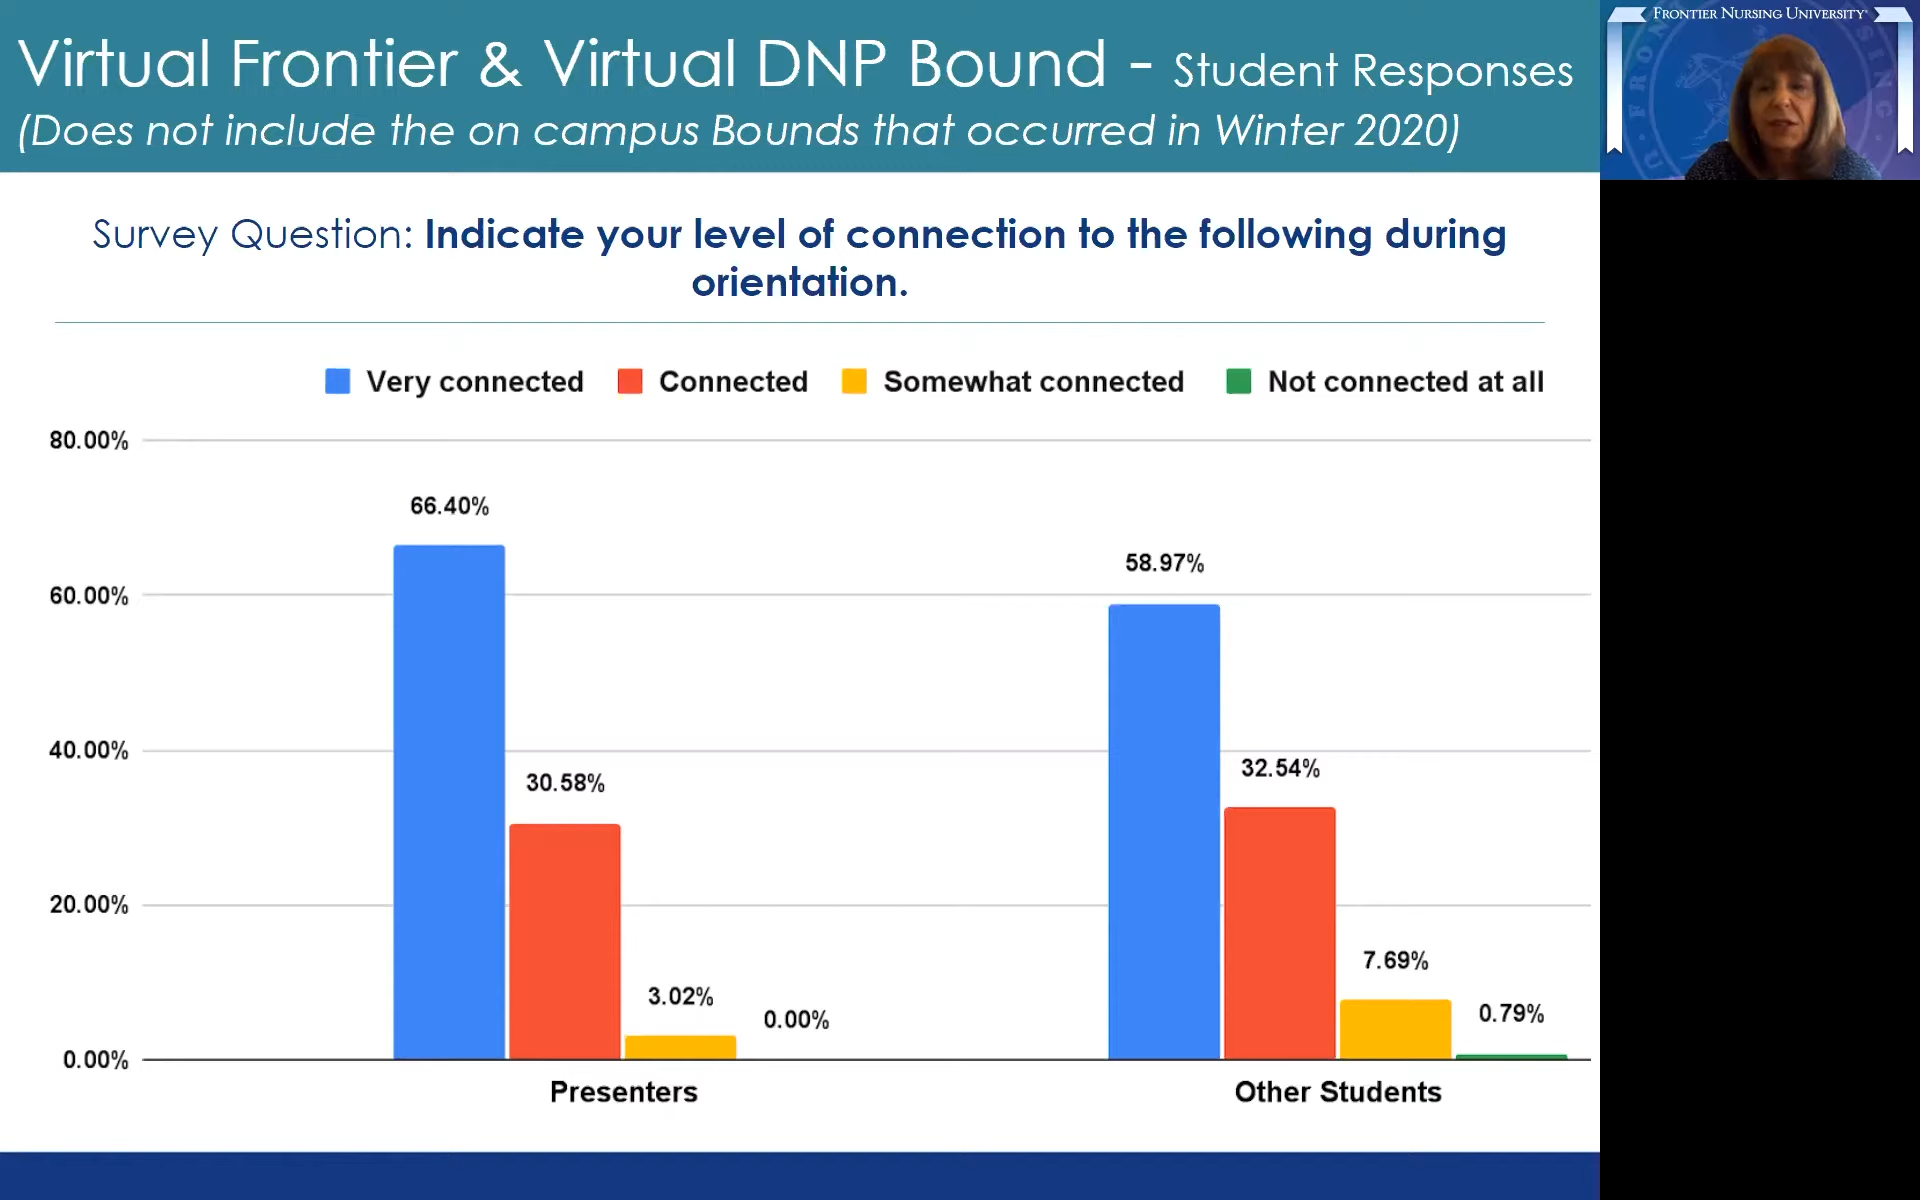 Virtual Frontier & Virtual DNP Bound - Student Responses
(Does not include the on campus Bounds that occurred in Winter 2020)
FRONTIER NURSING UNIVERSITY
Survey Question: Indicate your level of connection to the following during
orientation.
Very connected Connected Somewhat connected Not connected at all
80.00%
66.40%
58.97%
60.00%
40.00%
32.54%
30.58%
20.00%
7.69%
3.02%
0.79%
0.00%
0.00%
Presenters Other Students